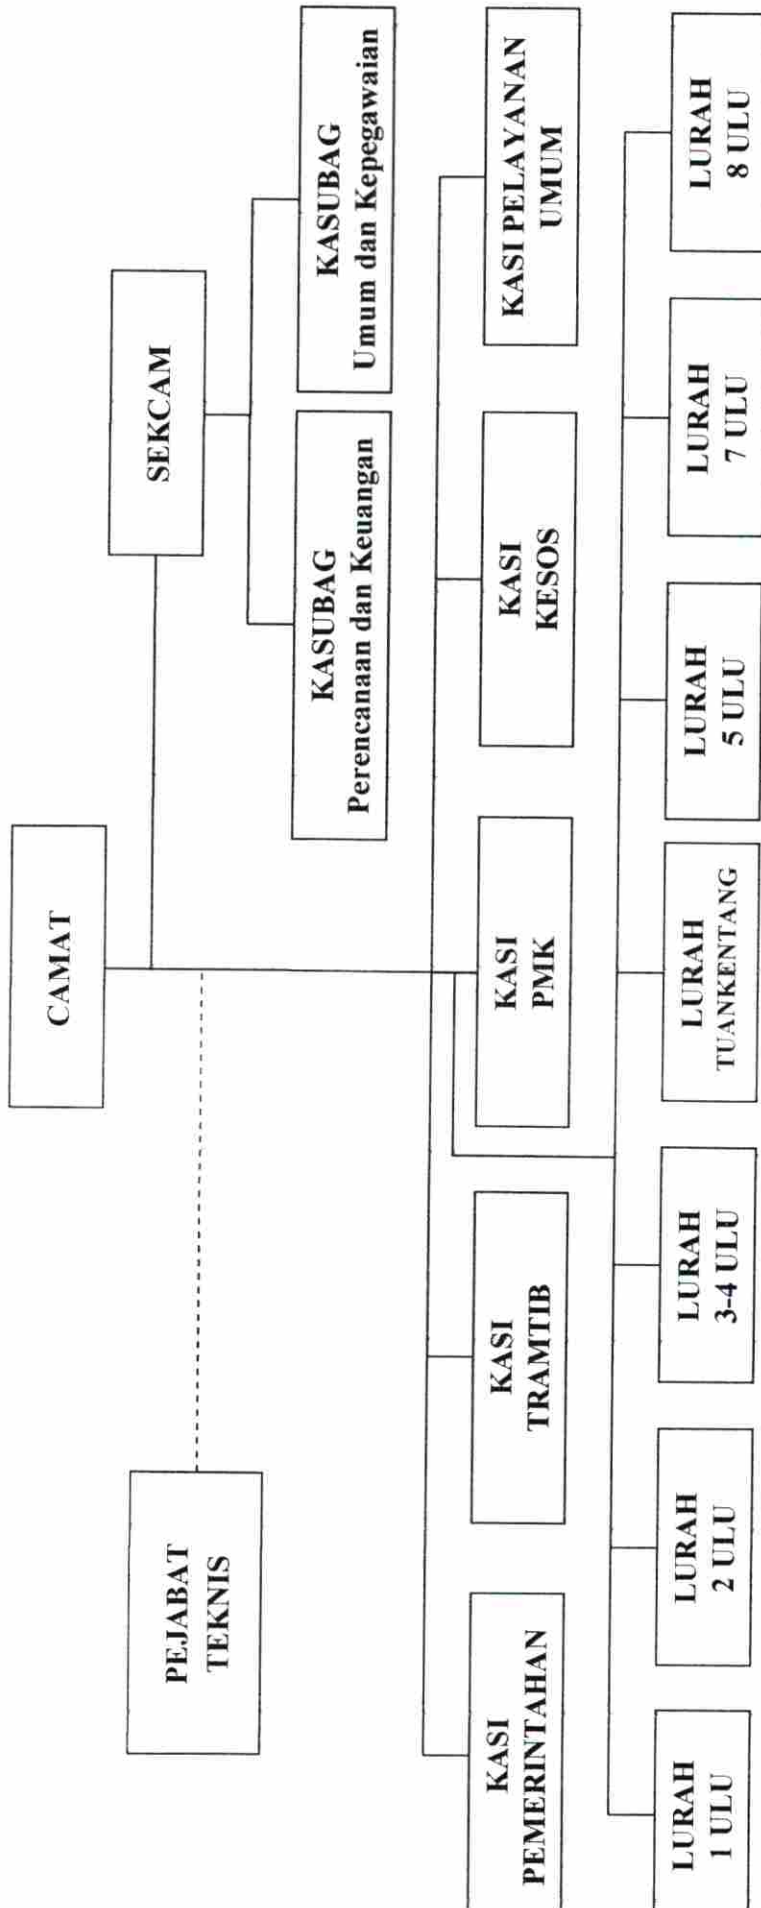 CAMAT
PEJABAT
TEKNIS
SEKCAM
KASUBAG
Perencanaan dan Keuangan
KASUBAG
Umum dan Kepegawaian
KASI
PEMERINTAHAN
KASI
TRAMTIB
KASI
PMK
KASI
KESOS
KASI PELAYANAN
UMUM
LURAH
1 ULU
LURAH
2 ULU
LURAH
3-4 ULU
LURAH
TUANKENTANG
LURAH
5 ULU
LURAH
7 ULU
LURAH
8 ULU